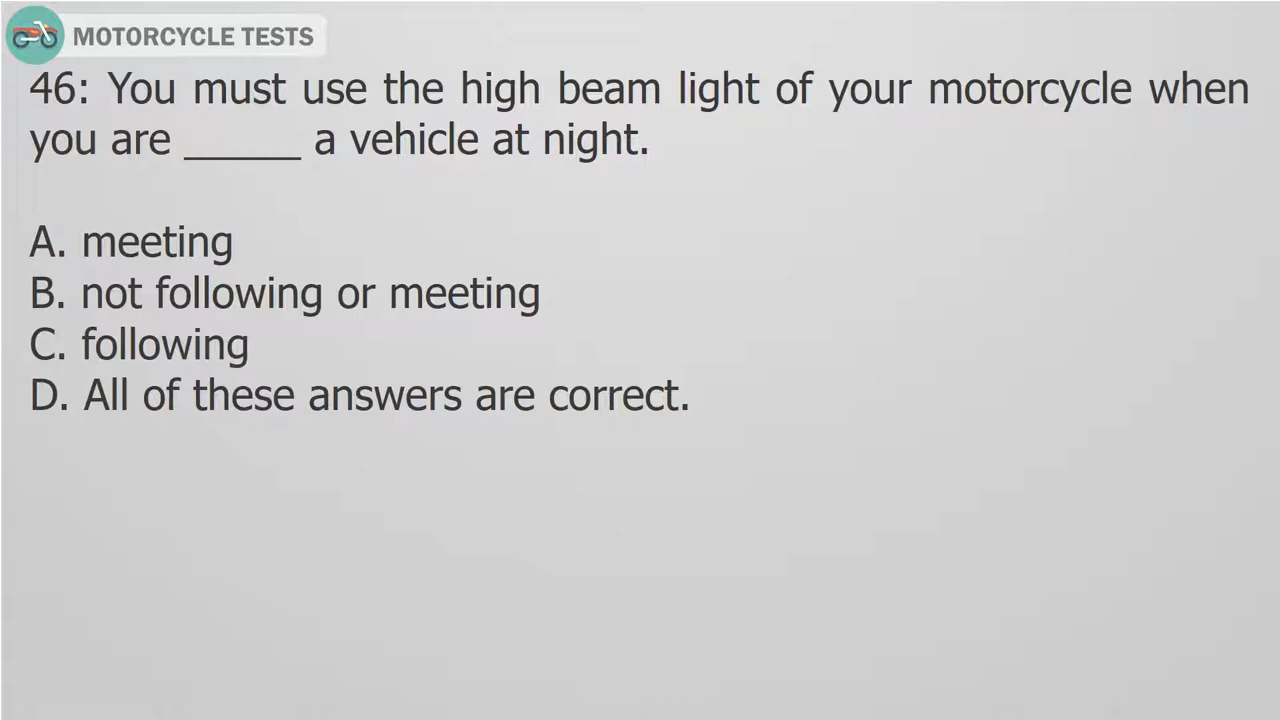 MOTORCYCLE TESTS
46: You must use the high beam light of your motorcycle when
you are _____ a vehicle at night.
A. meeting
B. not following or meeting
C. following
D. All of these answers are correct.